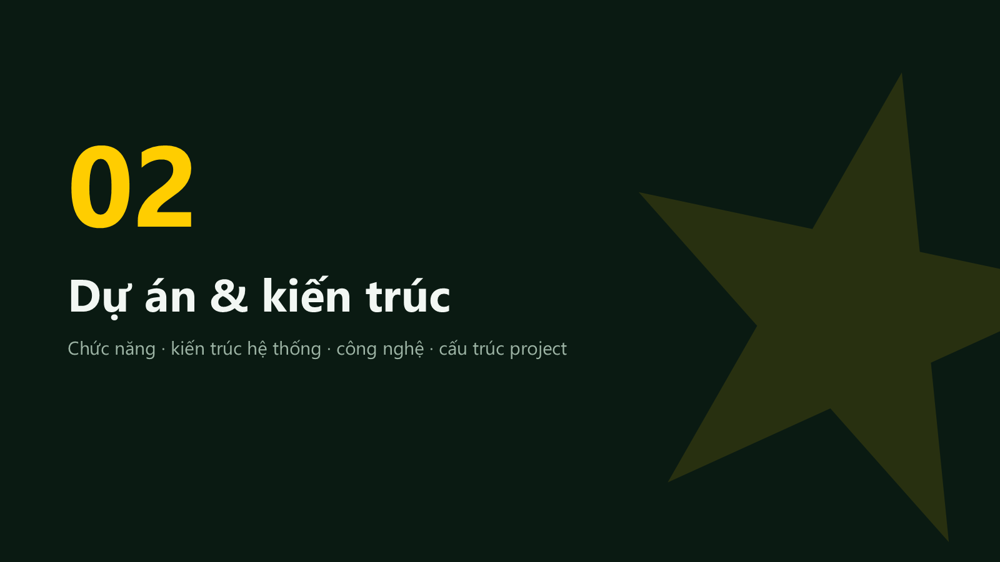 02
Dự án & kiến trúc
Chức năng · kiến trúc hệ thống · công nghệ · cấu trúc project